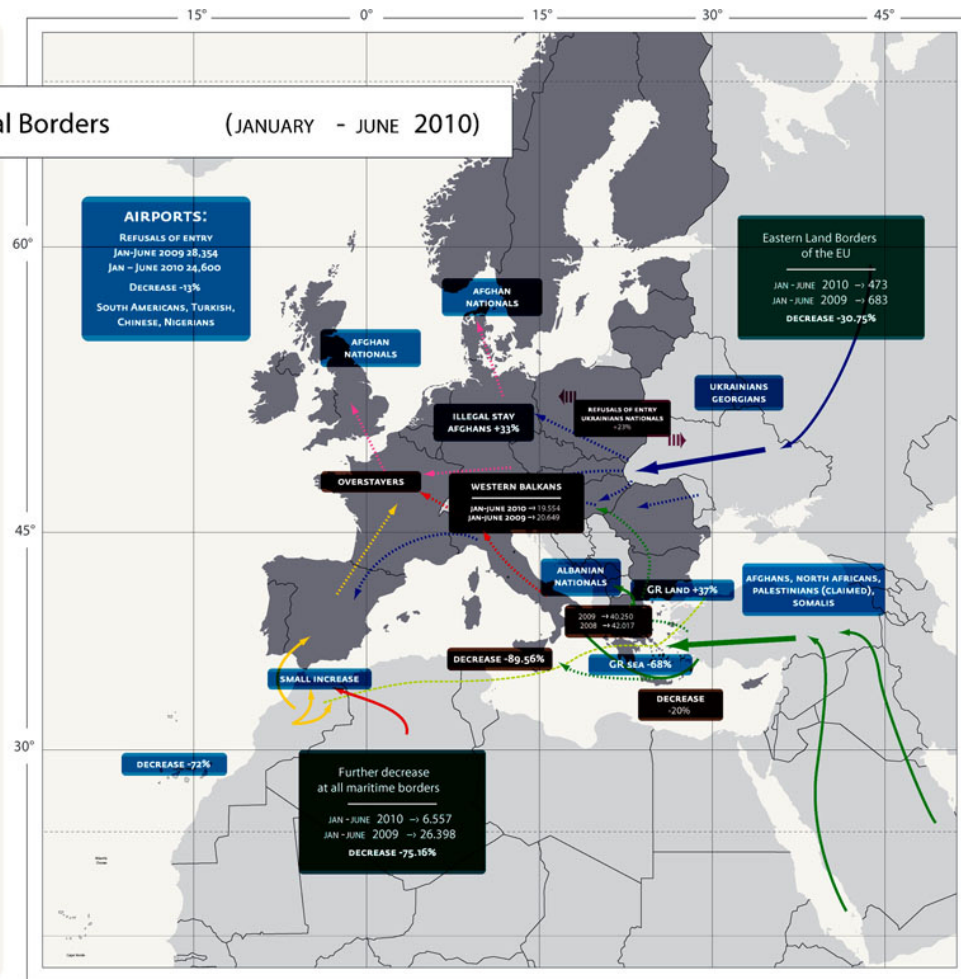 15°
0°
15°
30°
45°
al Borders (JANUARY - JUNE 2010)
60°
45°
30°
AIRPORTS:
REFUSALS OF ENTRY
JAN-JUNE 2009 28,354
JAN – JUNE 2010 24,600
DECREASE -13%
SOUTH AMERICANS, TURKISH,
CHINESE, NIGERIANS
Eastern Land Borders
of the EU
JAN - JUNE 2010 → 473
JAN - JUNE 2009 → 683
DECREASE -30.75%
AFGHAN
NATIONALS
AFGHAN
NATIONALS
UKRAINIANS
GEORGIANS
ILLEGAL STAY
AFGHANS +33%
REFUSALS OF ENTRY
UKRAINIANS NATIONALS
+23%
OVERSTAYERS
WESTERN BALKANS
JAN-JUNE 2010 → 19.554
JAN-JUNE 2009 → 20.649
ALBANIAN
NATIONALS
GR LAND +37%
AFGHANS, NORTH AFRICANS,
PALESTINIANS (CLAIMED),
SOMALIS
2009 → 40.250
2008 → 42.017
DECREASE -89.56%
GR SEA -68%
SMALL INCREASE
DECREASE
-20%
DECREASE -72%
Further decrease
at all maritime borders
JAN - JUNE 2010 → 6.557
JAN - JUNE 2009 → 26.398
DECREASE -75.16%